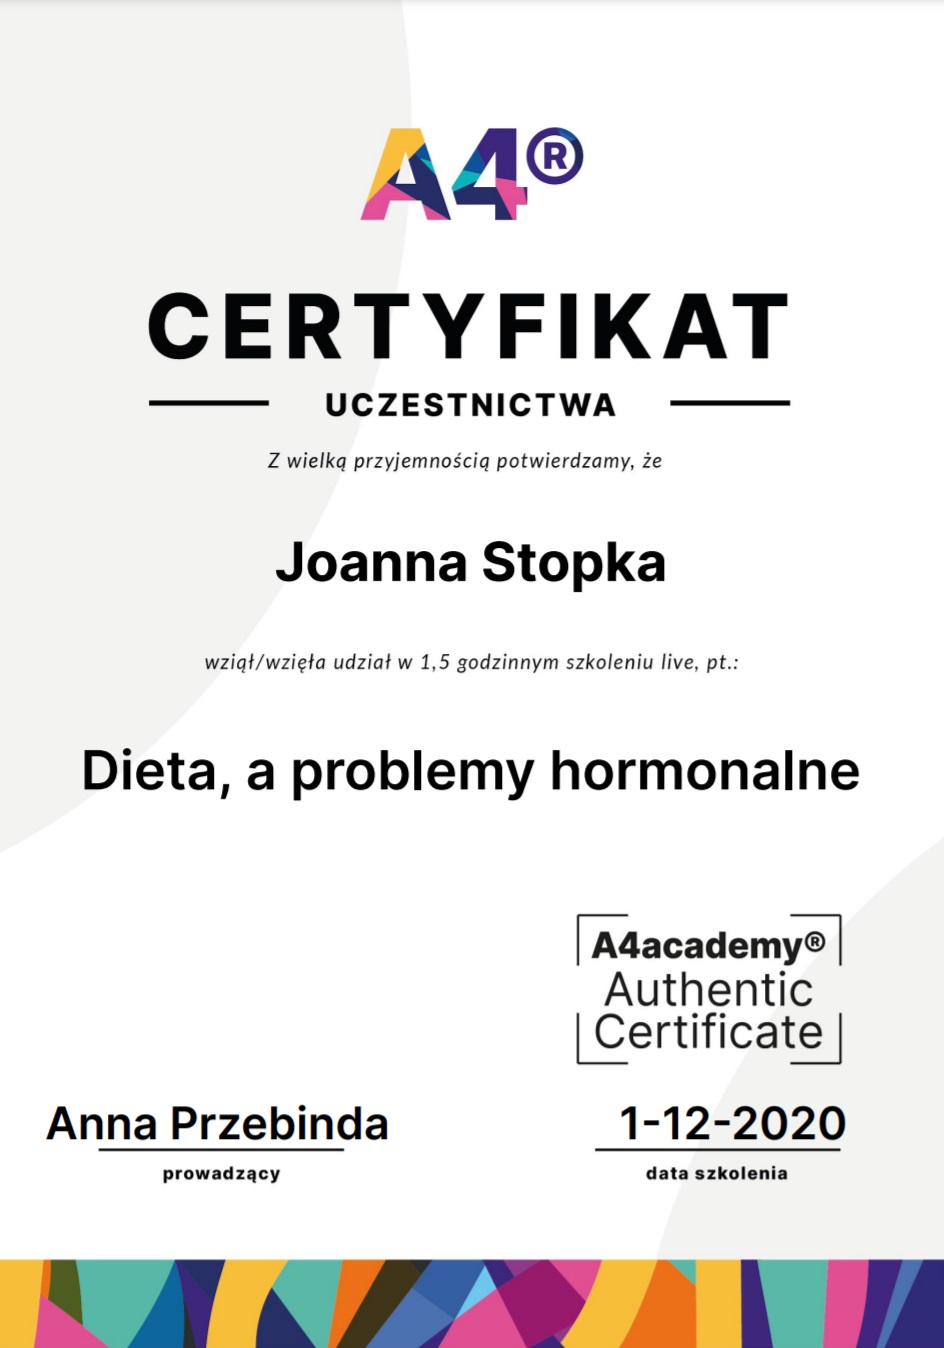 A4®
CERTYFIKAT
UCZESTNICTWA
Z wielką przyjemnością potwierdzamy, że
Joanna Stopka
wziął/wzięła udział w 1,5 godzinnym szkoleniu live, pt.:
Dieta, a problemy hormonalne
A4academy®
Authentic
Certificate
Anna Przebinda
prowadzący
1-12-2020
data szkolenia